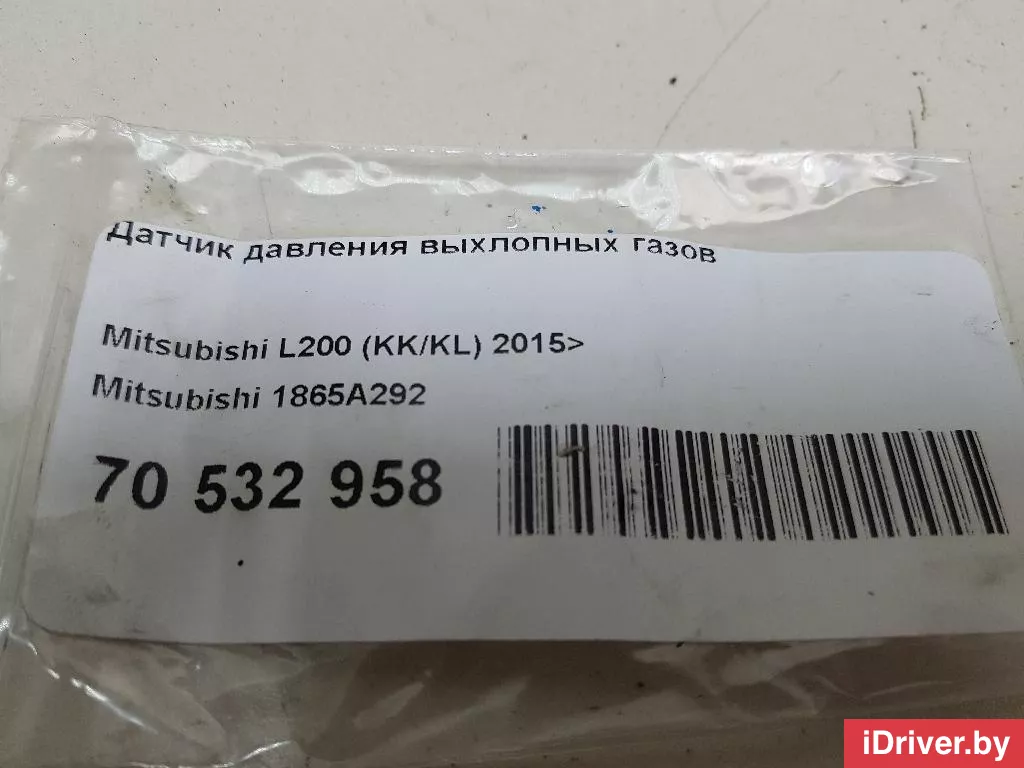 Датчик давления выхлопных газов
Mitsubishi L200 (KK/KL) 2015>
Mitsubishi 1865A292
70 532 958
iDriver.by